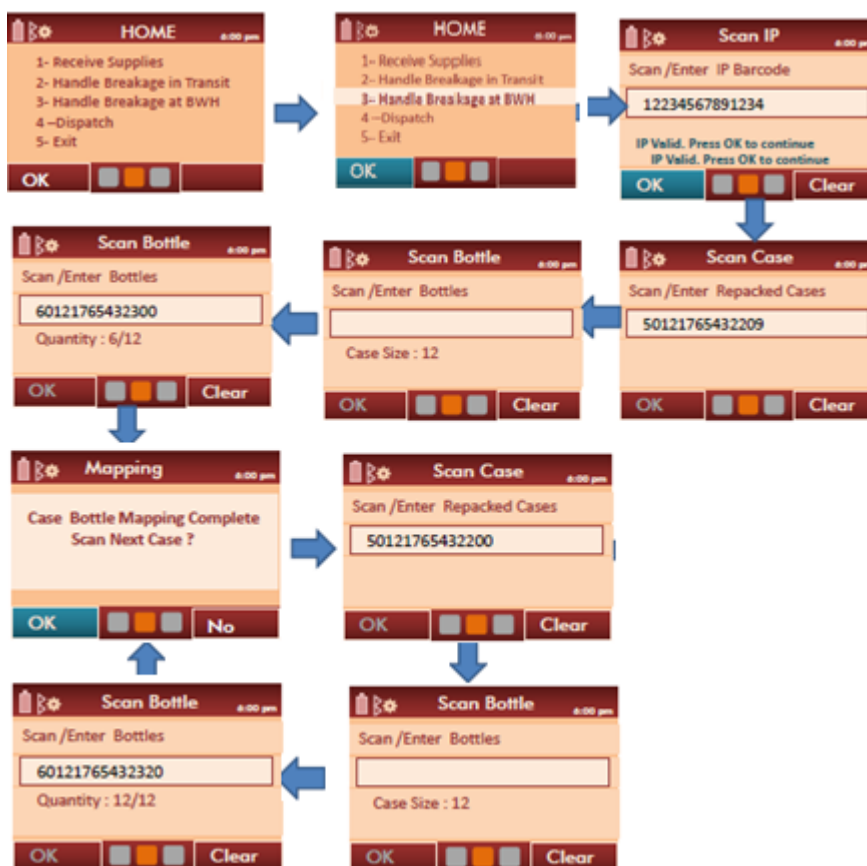 HOME
6:00 pm
1- Receive Supplies
2- Handle Breakage in Transit
3- Handle Breakage at BWH
4 –Dispatch
5- Exit
OK
HOME
6:00 pm
1- Receive Supplies
2- Handle Breakage in Transit
3- Handle Breakage at BWH
4 –Dispatch
5- Exit
OK
Scan IP
6:00 pm
Scan /Enter IP Barcode
12234567891234
IP Valid. Press OK to continue
IP Valid. Press OK to continue
OK Clear
Scan Case
6:00 pm
Scan /Enter Repacked Cases
50121765432209
OK Clear
Scan Bottle
6:00 pm
Scan /Enter Bottles
Case Size : 12
OK Clear
Scan Bottle
6:00 pm
Scan /Enter Bottles
60121765432300
Quantity : 6/12
OK Clear
Mapping
6:00 pm
Case Bottle Mapping Complete
Scan Next Case ?
OK No
Scan Case
6:00 pm
Scan /Enter Repacked Cases
50121765432200
OK Clear
Scan Bottle
6:00 pm
Scan /Enter Bottles
Case Size : 12
OK Clear
Scan Bottle
6:00 pm
Scan /Enter Bottles
60121765432320
Quantity : 12/12
OK Clear